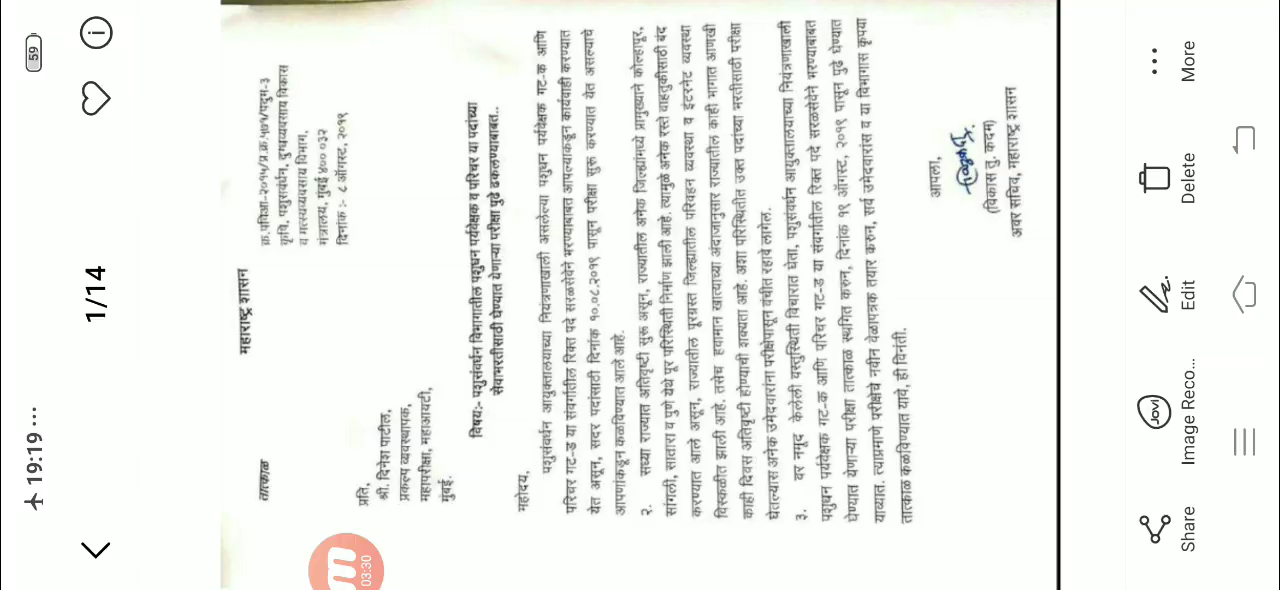 19:19 ...
59
1/14
महाराष्ट्र शासन
तात्काळ
कृषि, पशुसंवर्धन, दुग्धव्यवसाय विकास
व मत्स्यव्यवसाय विभाग,
मंत्रालय, मुंबई ४०० ०३२
दिनांक :- ८ ऑगस्ट, २०१९
प्रति,
श्री. दिनेश पाटील,
प्रकल्प व्यवस्थापक,
महापरीक्षा, महाआयटी,
मुंबई.
विषय:- पशुसंवर्धन विभागातील पशुधन पर्यवेक्षक व परिचर या पदांच्या
सेवाभरतीसाठी घेण्यात येणाऱ्या परीक्षा पुढे ढकलण्याबाबत..
महोदय,
पशुसंवर्धन आयुक्तालयाच्या नियंत्रणाखाली असलेल्या पशुधन पर्यवेक्षक गट-क आणि
परिचर गट-ड या संवर्गातील रिक्त पदे सरळसेवेने भरण्याबाबत आपल्याकडून कार्यवाही करण्यात
येत असून, सदर पदांसाठी दिनांक १०.०८.२०१९ पासून परीक्षा सुरू करण्यात येत असल्याचे
आपणांकडून कळविण्यात आले आहे.
२. सध्या राज्यात अतिवृष्टी सुरू असून, राज्यातील अनेक जिल्ह्यांमध्ये प्रामुख्याने कोल्हापूर,
सांगली, सातारा व पुणे येथे पूर परिस्थिती निर्माण झाली आहे. त्यामुळे अनेक रस्ते वाहतुकीसाठी बंद
करण्यात आले असून, राज्यातील पूरग्रस्त जिल्ह्यातील परिवहन व्यवस्था व इंटरनेट व्यवस्था
विस्कळीत झाली आहे. तसेच हवामान खात्याच्या अंदाजानुसार राज्यातील काही भागात आणखी
काही दिवस अतिवृष्टी होण्याची शक्यता आहे. अशा परिस्थितीत उक्त पदांच्या भरतीसाठी परीक्षा
घेतल्यास अनेक उमेदवारांना परीक्षेपासून वंचीत रहावे लागेल.
३. वर नमूद केलेली वस्तुस्थिती विचारात घेता, पशुसंवर्धन आयुक्तालयाच्या नियंत्रणाखाली
पशुधन पर्यवेक्षक गट-क आणि परिचर गट-ड या संवर्गातील रिक्त पदे सरळसेवेने भरण्याबाबत
घेण्यात येणाऱ्या परीक्षा तात्काळ स्थगित करुन, दिनांक १९ ऑगस्ट, २०१९ पासून पुढे घेण्यात
याव्यात. त्याप्रमाणे परीक्षेचे नवीन वेळापत्रक तयार करुन, सर्व उमेदवारांस व या विभागास कृपया
तात्काळ कळविण्यात यावे, ही विनंती.
आपला,
(विकास तु. कदम)
अवर सचिव, महाराष्ट्र शासन
03:30
Share
Jovi
Image Reco...
Edit
Delete
More